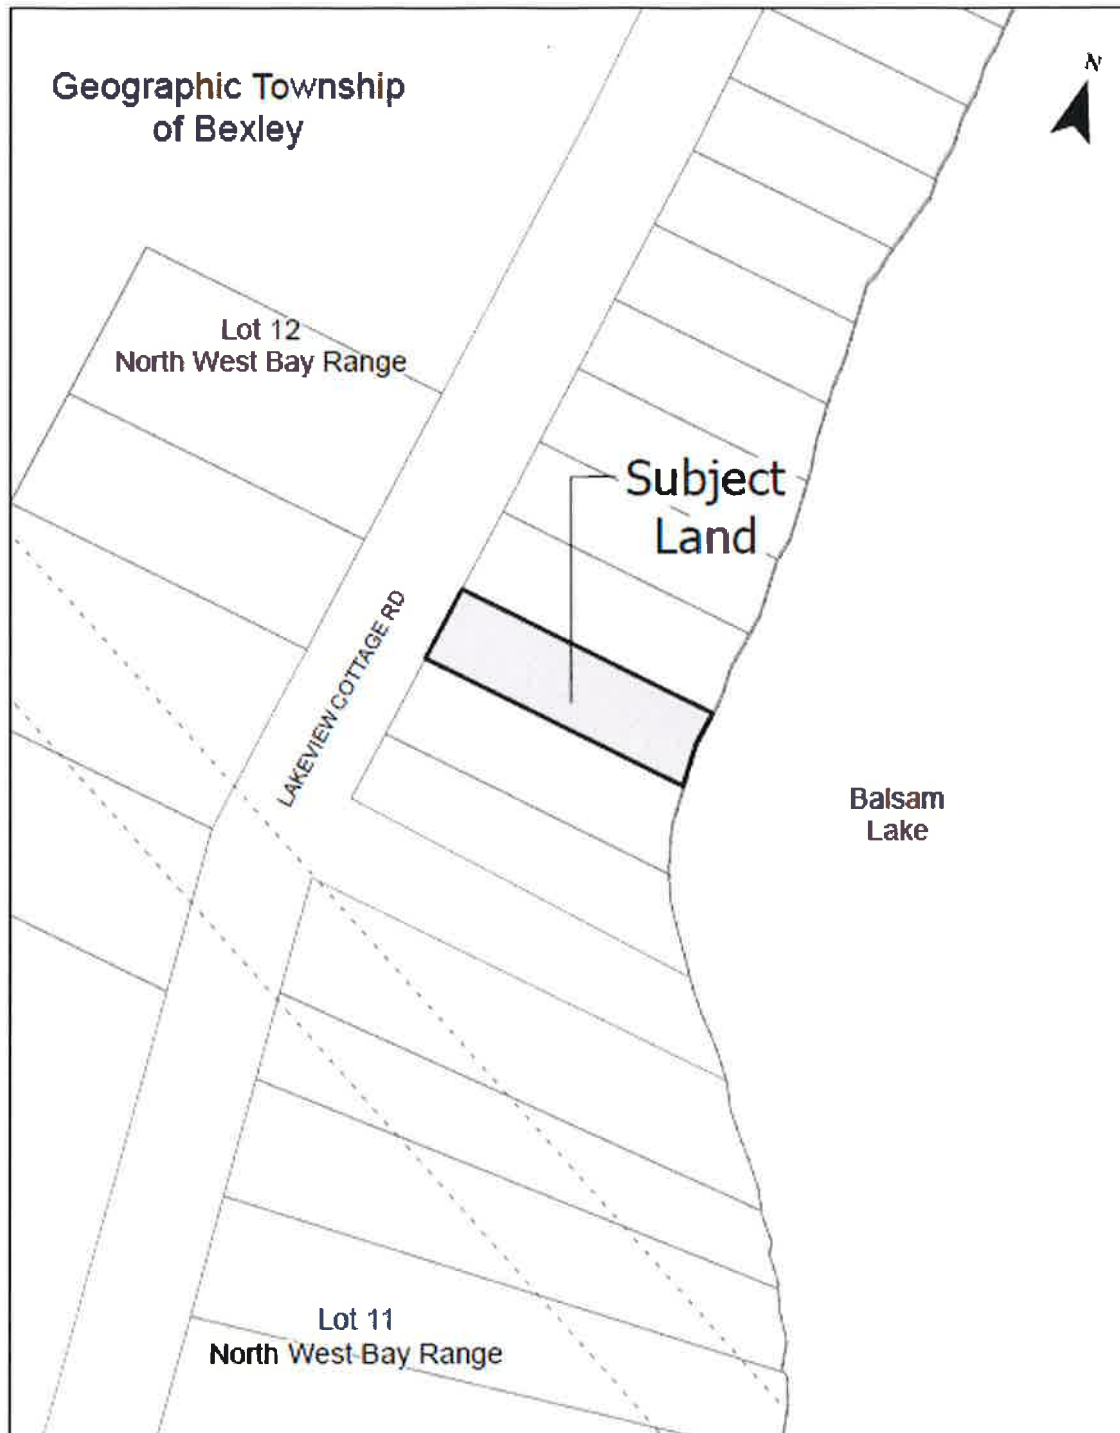 Geographic Township
of Bexley
N
Lot 12
North West Bay Range
Subject
Land
LAKEVIEW COTTAGE RD
Balsam
Lake
Lot 11
North West Bay Range